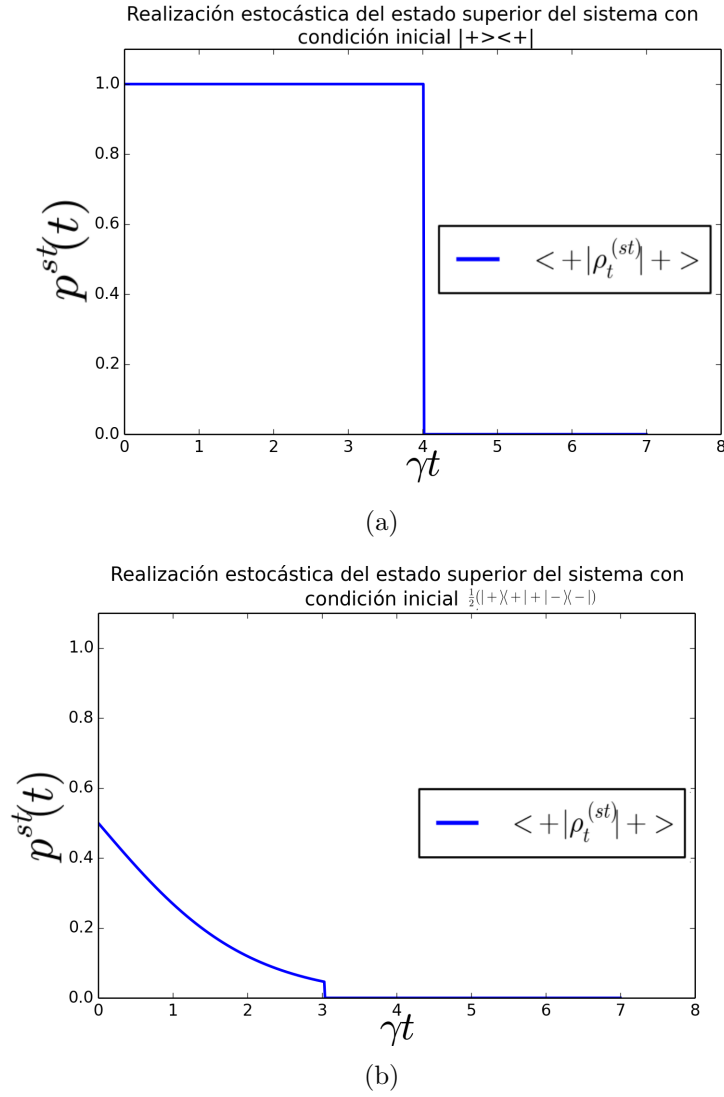 Realización estocástica del estado superior del sistema con
condición inicial |+><+|
1.0
0.8
0.6
0.4
0.2
0.0
p^{st}(t)
<+|ρ_t^{(st)}|+>
0 1 2 3 4 5 6 7 8
γt
(a)
Realización estocástica del estado superior del sistema con
condición inicial ½(|+⟩⟨+|+|−⟩⟨−|)
1.0
0.8
0.6
0.4
0.2
0.0
p^{st}(t)
<+|ρ_t^{(st)}|+>
0 1 2 3 4 5 6 7 8
γt
(b)